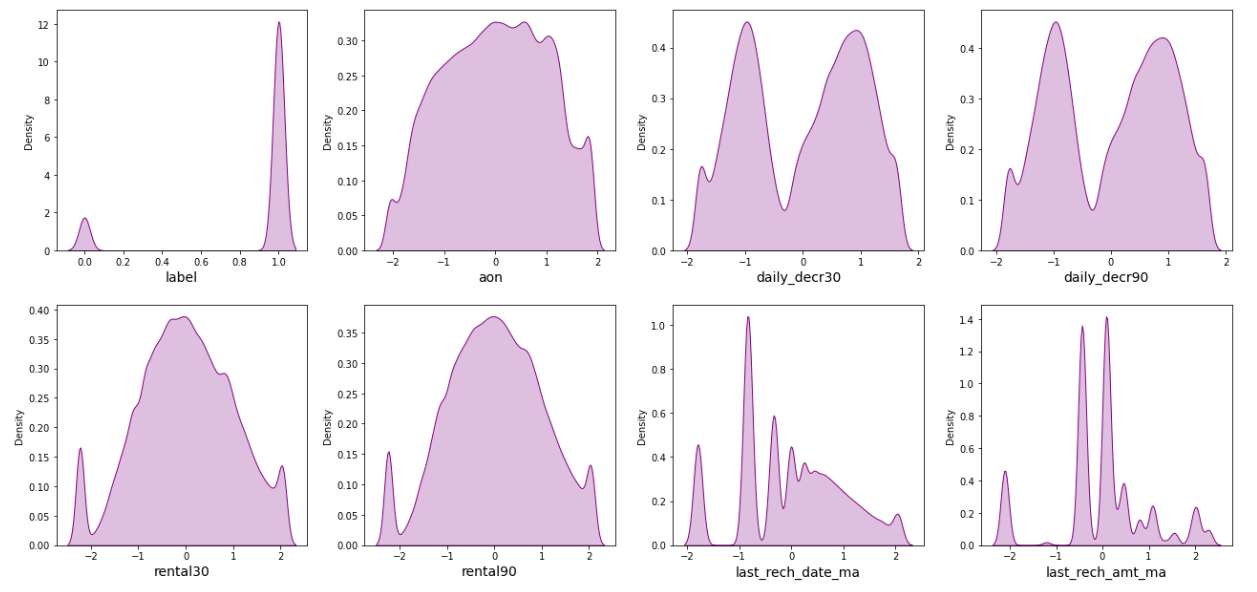 12
10
8
6
4
2
0
Density
0.0 0.2 0.4 0.6 0.8 1.0
label
0.30
0.25
0.20
0.15
0.10
0.05
0.00
Density
−2 −1 0 1 2
aon
0.4
0.3
0.2
0.1
0.0
Density
−2 −1 0 1 2
daily_decr30
0.4
0.3
0.2
0.1
0.0
Density
−2 −1 0 1 2
daily_decr90
0.40
0.35
0.30
0.25
0.20
0.15
0.10
0.05
0.00
Density
−2 −1 0 1 2
rental30
0.35
0.30
0.25
0.20
0.15
0.10
0.05
0.00
Density
−2 −1 0 1 2
rental90
1.0
0.8
0.6
0.4
0.2
0.0
Density
−2 −1 0 1 2
last_rech_date_ma
1.4
1.2
1.0
0.8
0.6
0.4
0.2
0.0
Density
−2 −1 0 1 2
last_rech_amt_ma